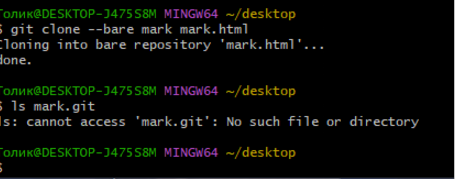 Толик@DESKTOP-J475S8M MINGW64 ~/desktop
$ git clone --bare mark mark.html
Cloning into bare repository 'mark.html'...
done.
Толик@DESKTOP-J475S8M MINGW64 ~/desktop
$ ls mark.git
ls: cannot access 'mark.git': No such file or directory
Толик@DESKTOP-J475S8M MINGW64 ~/desktop
$